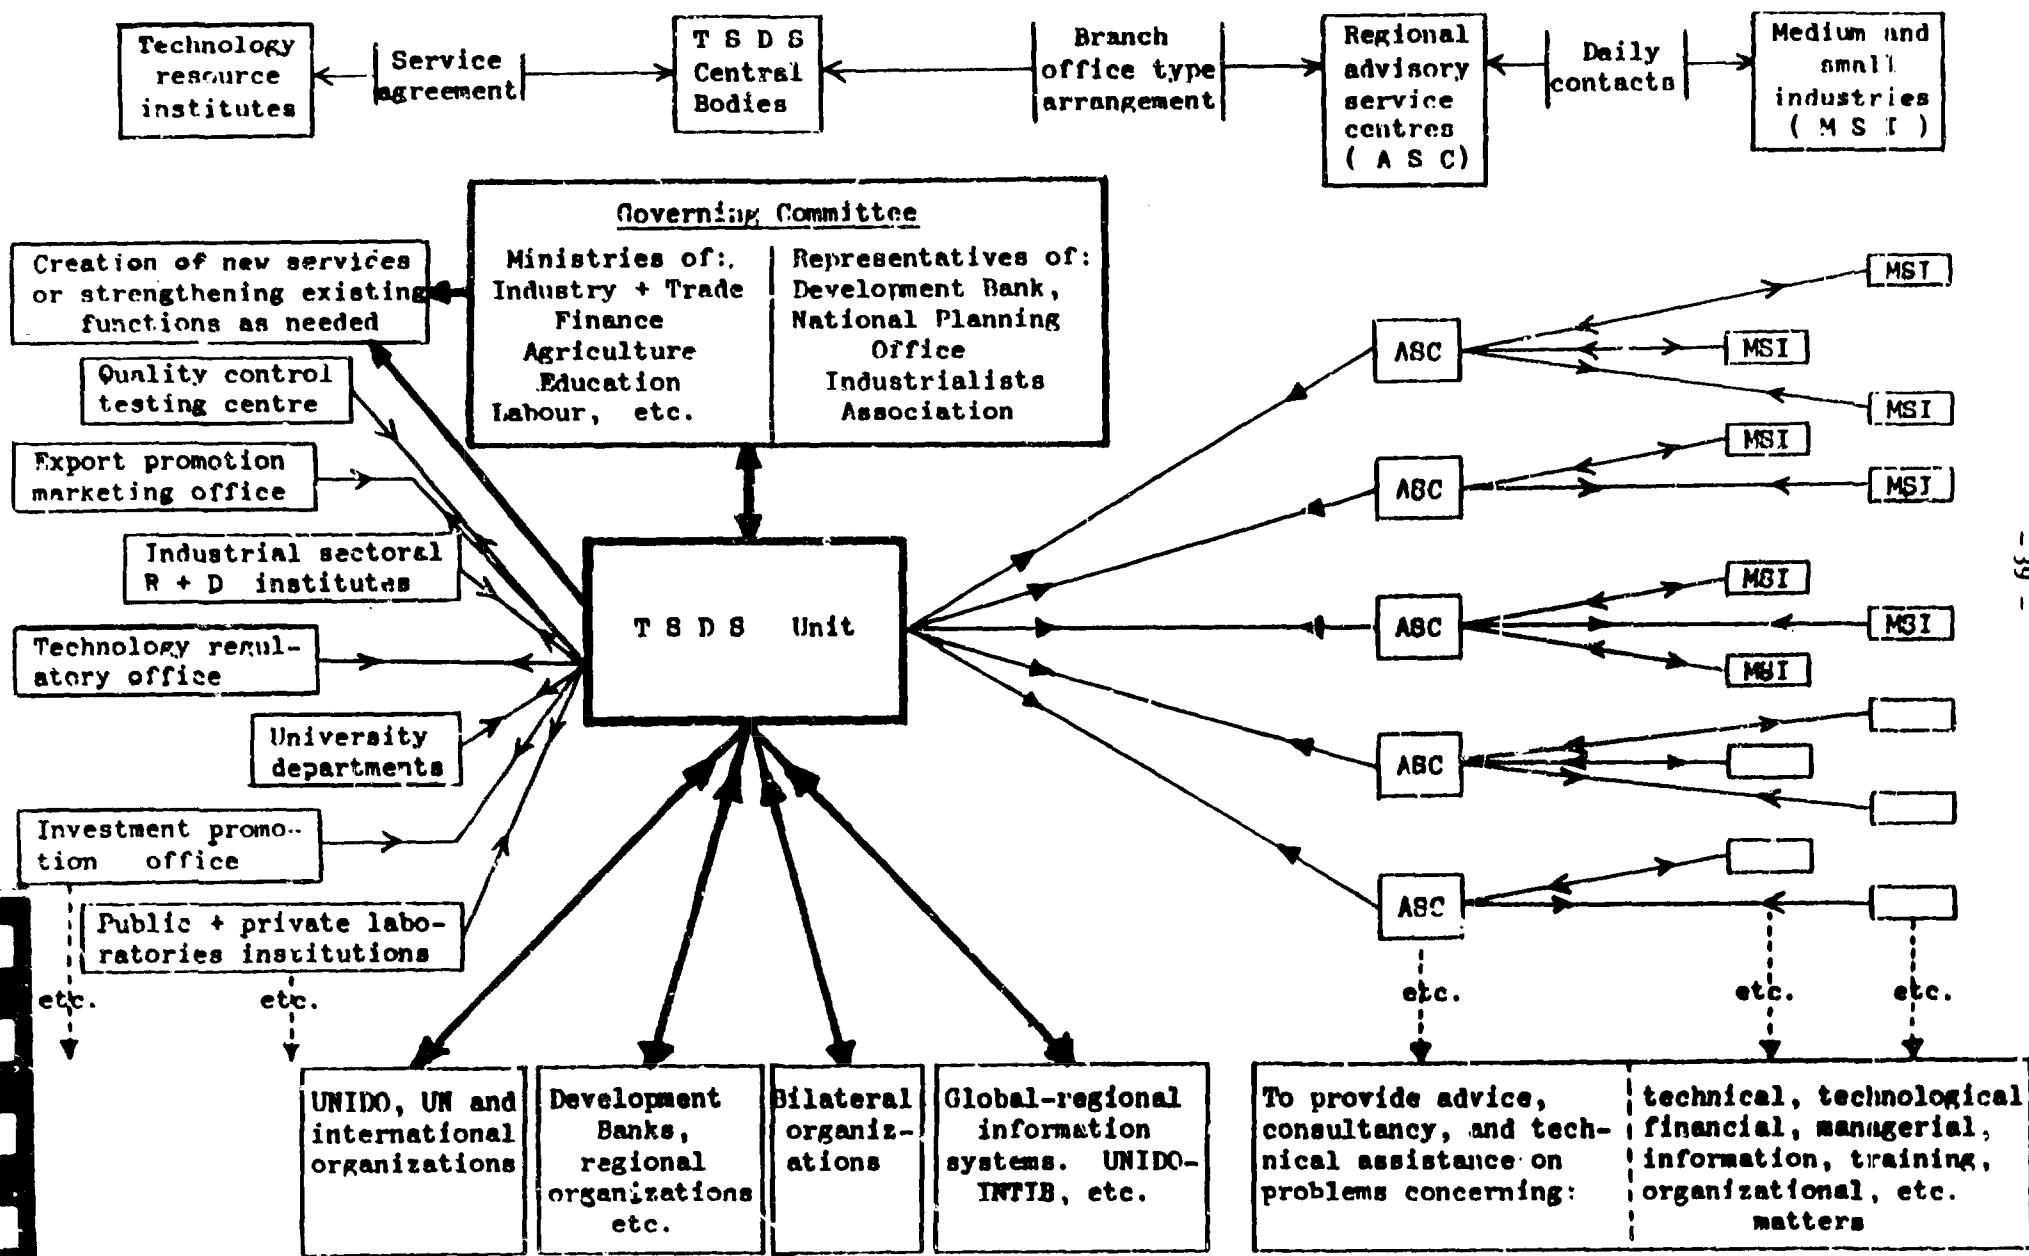 Technology
resource
institutes
Service
agreement
T S D S
Central
Bodies
Branch
office type
arrangement
Regional
advisory
service
centres
( A S C)
Daily
contacts
Medium and
small
industries
( M S I )
Governing Committee
Ministries of:
Industry + Trade
Finance
Agriculture
Education
Labour, etc.
Representatives of:
Development Bank,
National Planning
Office
Industrialists
Association
Creation of new services
or strengthening existing
functions as needed
Quality control
testing centre
Export promotion
marketing office
Industrial sectoral
R + D institutes
Technology regul-
atory office
University
departments
Investment promo-
tion office
Public + private labo-
ratories institutions
etc.
etc.
T S D S Unit
ASC
MSI
MSI
MSI
ASC
MSI
MSI
ASC
MSI
MSI
MSI
ASC
ASC
etc.
etc.
etc.
- 39 -
UNIDO, UN and
international
organizations
Development
Banks,
regional
organizations
etc.
Bilateral
organiz-
ations
Global-regional
information
systems. UNIDO-
INTIB, etc.
To provide advice,
consultancy, and tech-
nical assistance on
problems concerning:
technical, technological
financial, managerial,
information, training,
organizational, etc.
matters